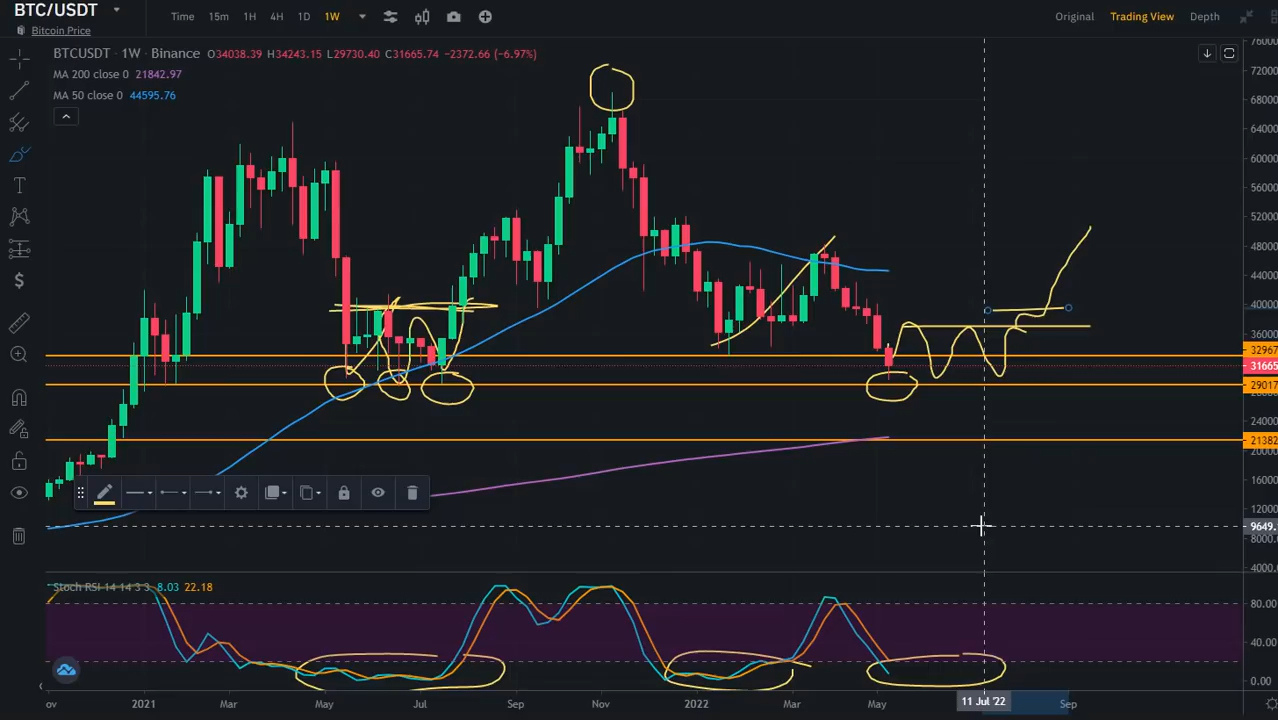 BTC/USDT
Bitcoin Price
Time 15m 1H 4H 1D 1W
Original Trading View Depth
BTCUSDT · 1W · Binance O34038.39 H34243.15 L29730.40 C31665.74 −2372.66 (−6.97%)
MA 200 close 0 21842.97
MA 50 close 0 44595.76
76000
72000
68000
64000
60000
56000
52000
48000
44000
40000
36000
32967
31665
29017
28000
24000
21382
20000
16000
12000
9649.
8000.
4000.
Stoch RSI 14 14 3 3 8.03 22.18
80.00
40.00
0.00
ov 2021 Mar May Jul Sep Nov 2022 Mar May 11 Jul '22 Sep